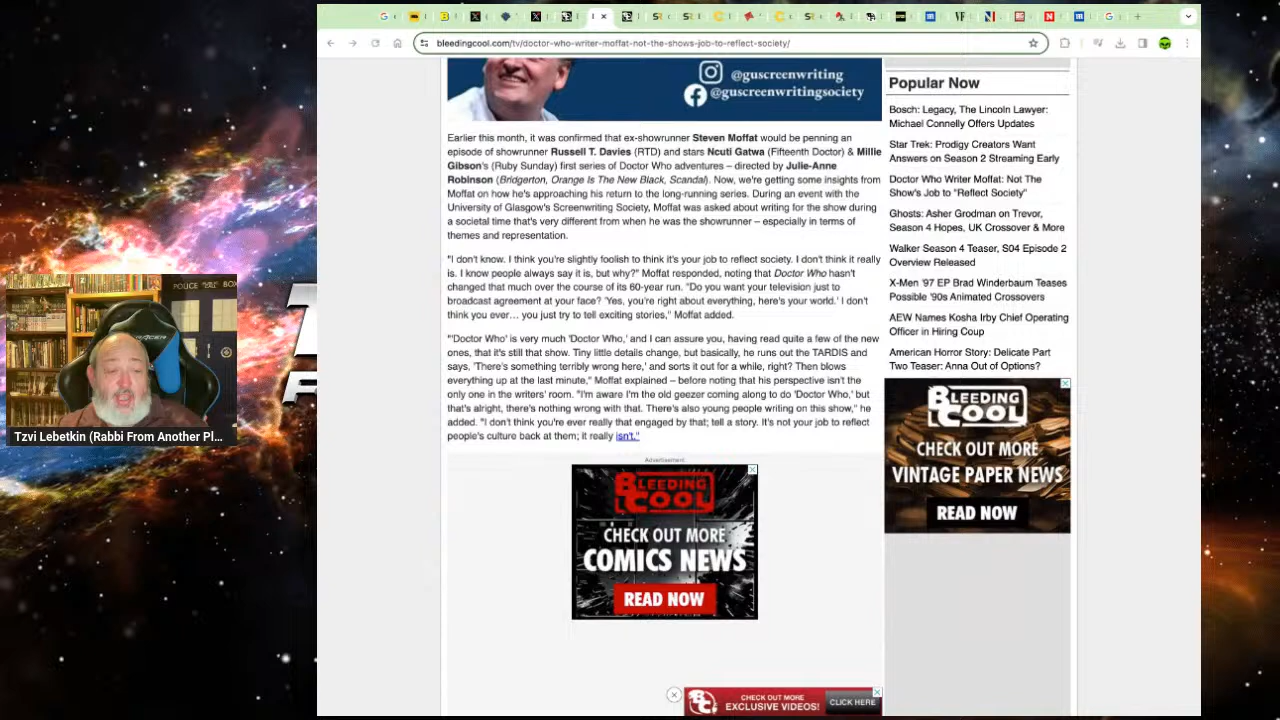 bleedingcool.com/tv/doctor-who-writer-moffat-not-the-shows-job-to-reflect-society/
@guscreenwriting
@guscreenwritingsociety
Earlier this month, it was confirmed that ex-showrunner Steven Moffat would be penning an
episode of showrunner Russell T. Davies (RTD) and stars Ncuti Gatwa (Fifteenth Doctor) & Millie
Gibson's (Ruby Sunday) first series of Doctor Who adventures – directed by Julie-Anne
Robinson (Bridgerton, Orange Is The New Black, Scandal). Now, we're getting some insights from
Moffat on how he's approaching his return to the long-running series. During an event with the
University of Glasgow's Screenwriting Society, Moffat was asked about writing for the show during
a societal time that's very different from when he was the showrunner – especially in terms of
themes and representation.
"I don't know. I think you're slightly foolish to think it's your job to reflect society. I don't think it really
is. I know people always say it is, but why?" Moffat responded, noting that Doctor Who hasn't
changed that much over the course of its 60-year run. "Do you want your television just to
broadcast agreement at your face? 'Yes, you're right about everything, here's your world.' I don't
think you ever… you just try to tell exciting stories," Moffat added.
"'Doctor Who' is very much 'Doctor Who,' and I can assure you, having read quite a few of the new
ones, that it's still that show. Tiny little details change, but basically, he runs out the TARDIS and
says, 'There's something terribly wrong here,' and sorts it out for a while, right? Then blows
everything up at the last minute," Moffat explained – before noting that his perspective isn't the
only one in the writers' room. "I'm aware I'm the old geezer coming along to do 'Doctor Who,' but
that's alright, there's nothing wrong with that. There's also young people writing on this show," he
added. "I don't think you're ever really that engaged by that; tell a story. It's not your job to reflect
people's culture back at them; it really isn't."
Advertisement
BLEEDING
COOL
CHECK OUT MORE
COMICS NEWS
READ NOW
Popular Now
Bosch: Legacy, The Lincoln Lawyer:
Michael Connelly Offers Updates
Star Trek: Prodigy Creators Want
Answers on Season 2 Streaming Early
Doctor Who Writer Moffat: Not The
Show's Job to "Reflect Society"
Ghosts: Asher Grodman on Trevor,
Season 4 Hopes, UK Crossover & More
Walker Season 4 Teaser, S04 Episode 2
Overview Released
X-Men '97 EP Brad Winderbaum Teases
Possible '90s Animated Crossovers
AEW Names Kosha Irby Chief Operating
Officer in Hiring Coup
American Horror Story: Delicate Part
Two Teaser: Anna Out of Options?
BLEEDING
COOL
CHECK OUT MORE
VINTAGE PAPER NEWS
READ NOW
CHECK OUT MORE
EXCLUSIVE VIDEOS!
CLICK HERE
POLICE BOX
Tzvi Lebetkin (Rabbi From Another Pl...